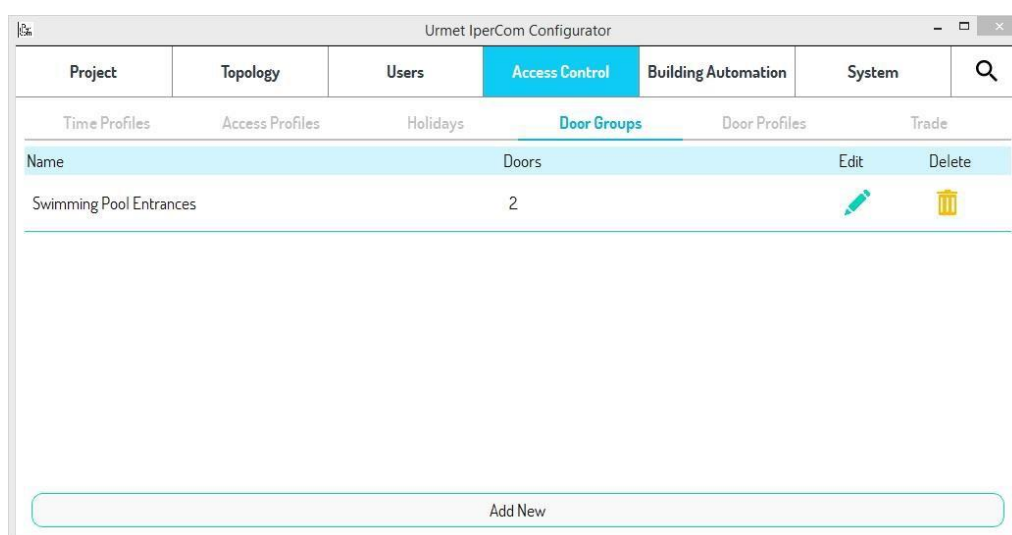 Urmet IperCom Configurator
Project Topology Users Access Control Building Automation System
Time Profiles Access Profiles Holidays Door Groups Door Profiles Trade
Name Doors Edit Delete
Swimming Pool Entrances 2
Add New